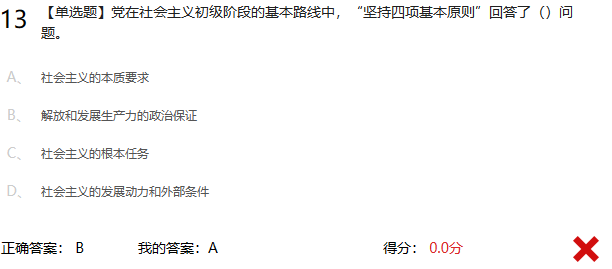 13 【单选题】党在社会主义初级阶段的基本路线中，“坚持四项基本原则”回答了（）问
题。
A、 社会主义的本质要求
B、 解放和发展生产力的政治保证
C、 社会主义的根本任务
D、 社会主义的发展动力和外部条件
正确答案： B 我的答案：A 得分： 0.0分